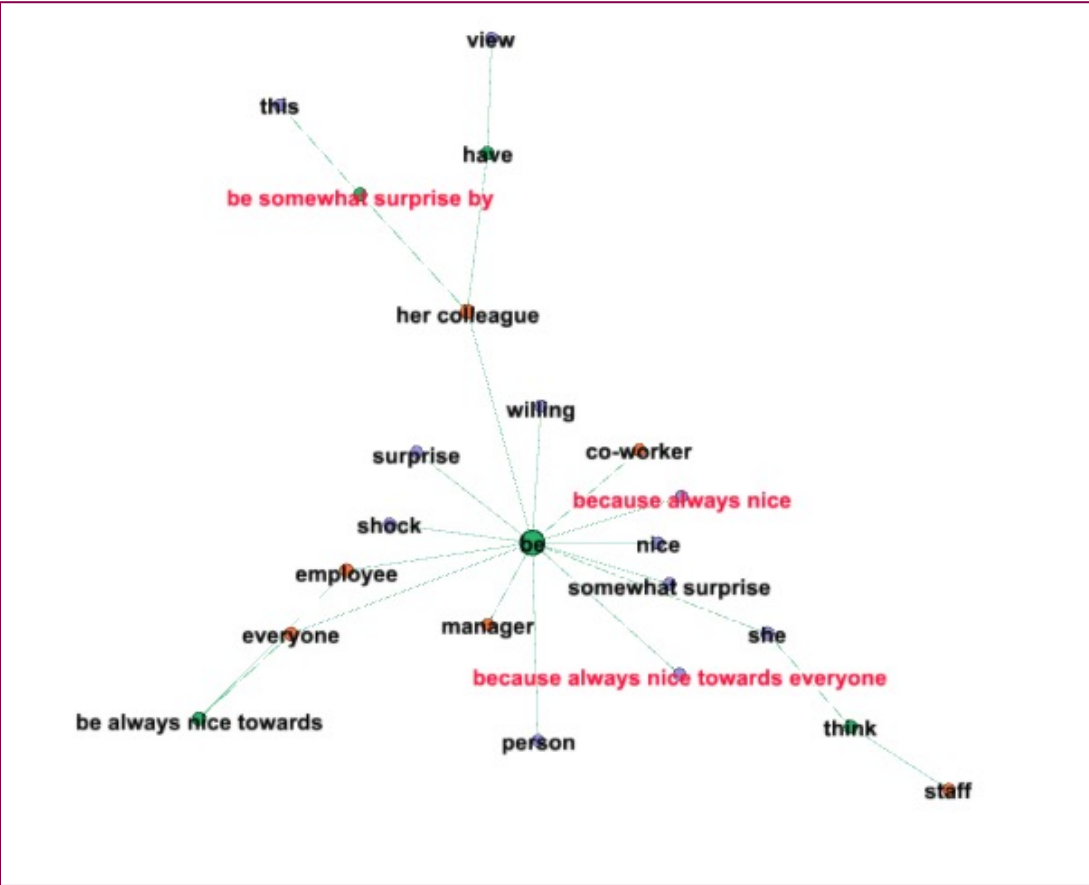 view
this
have
be somewhat surprise by
her colleague
willing
surprise
co-worker
because always nice
shock
be
nice
employee
somewhat surprise
everyone
manager
she
because always nice towards everyone
be always nice towards
person
think
staff